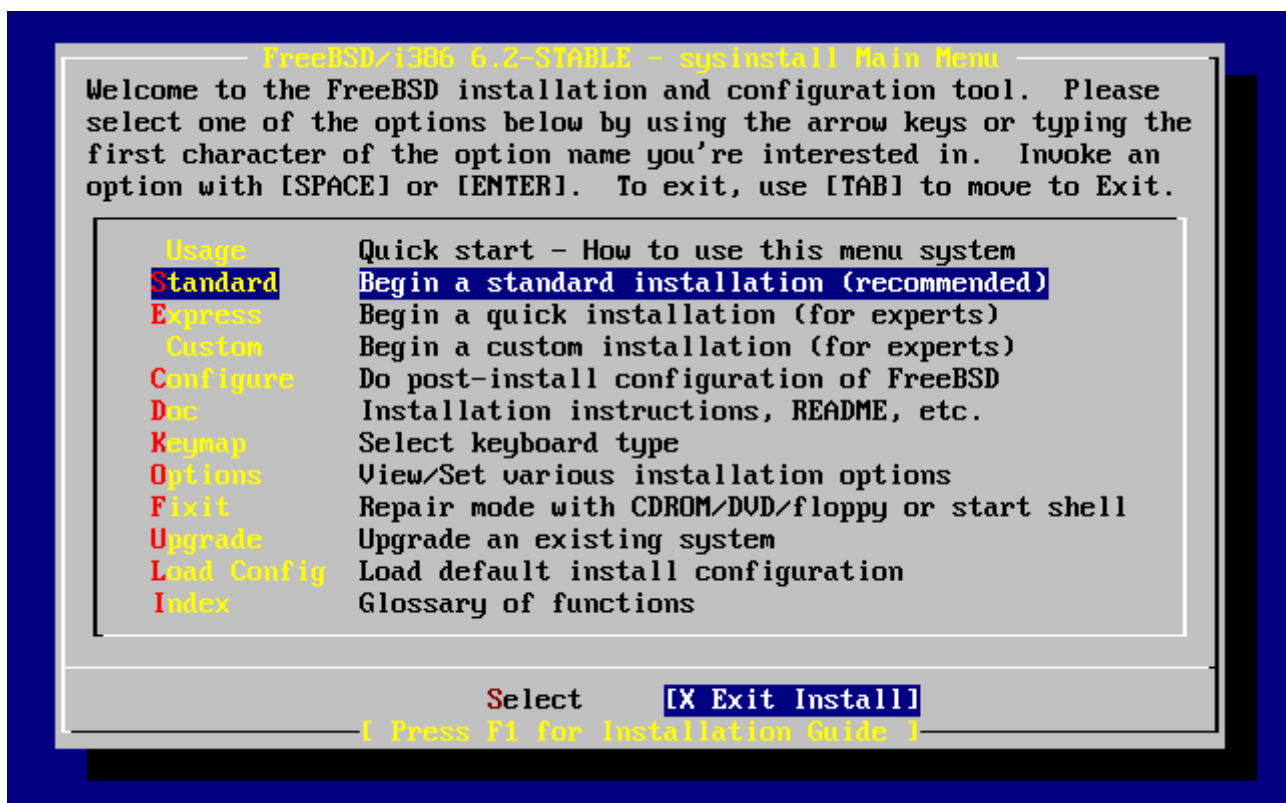 FreeBSD/i386 6.2-STABLE - sysinstall Main Menu
Welcome to the FreeBSD installation and configuration tool.  Please
select one of the options below by using the arrow keys or typing the
first character of the option name you're interested in.  Invoke an
option with [SPACE] or [ENTER].  To exit, use [TAB] to move to Exit.
Usage Quick start - How to use this menu system
Standard Begin a standard installation (recommended)
Express Begin a quick installation (for experts)
Custom Begin a custom installation (for experts)
Configure Do post-install configuration of FreeBSD
Doc Installation instructions, README, etc.
Keymap Select keyboard type
Options View/Set various installation options
Fixit Repair mode with CDROM/DVD/floppy or start shell
Upgrade Upgrade an existing system
Load Config Load default install configuration
Index Glossary of functions
Select [X Exit Install]
[ Press F1 for Installation Guide ]